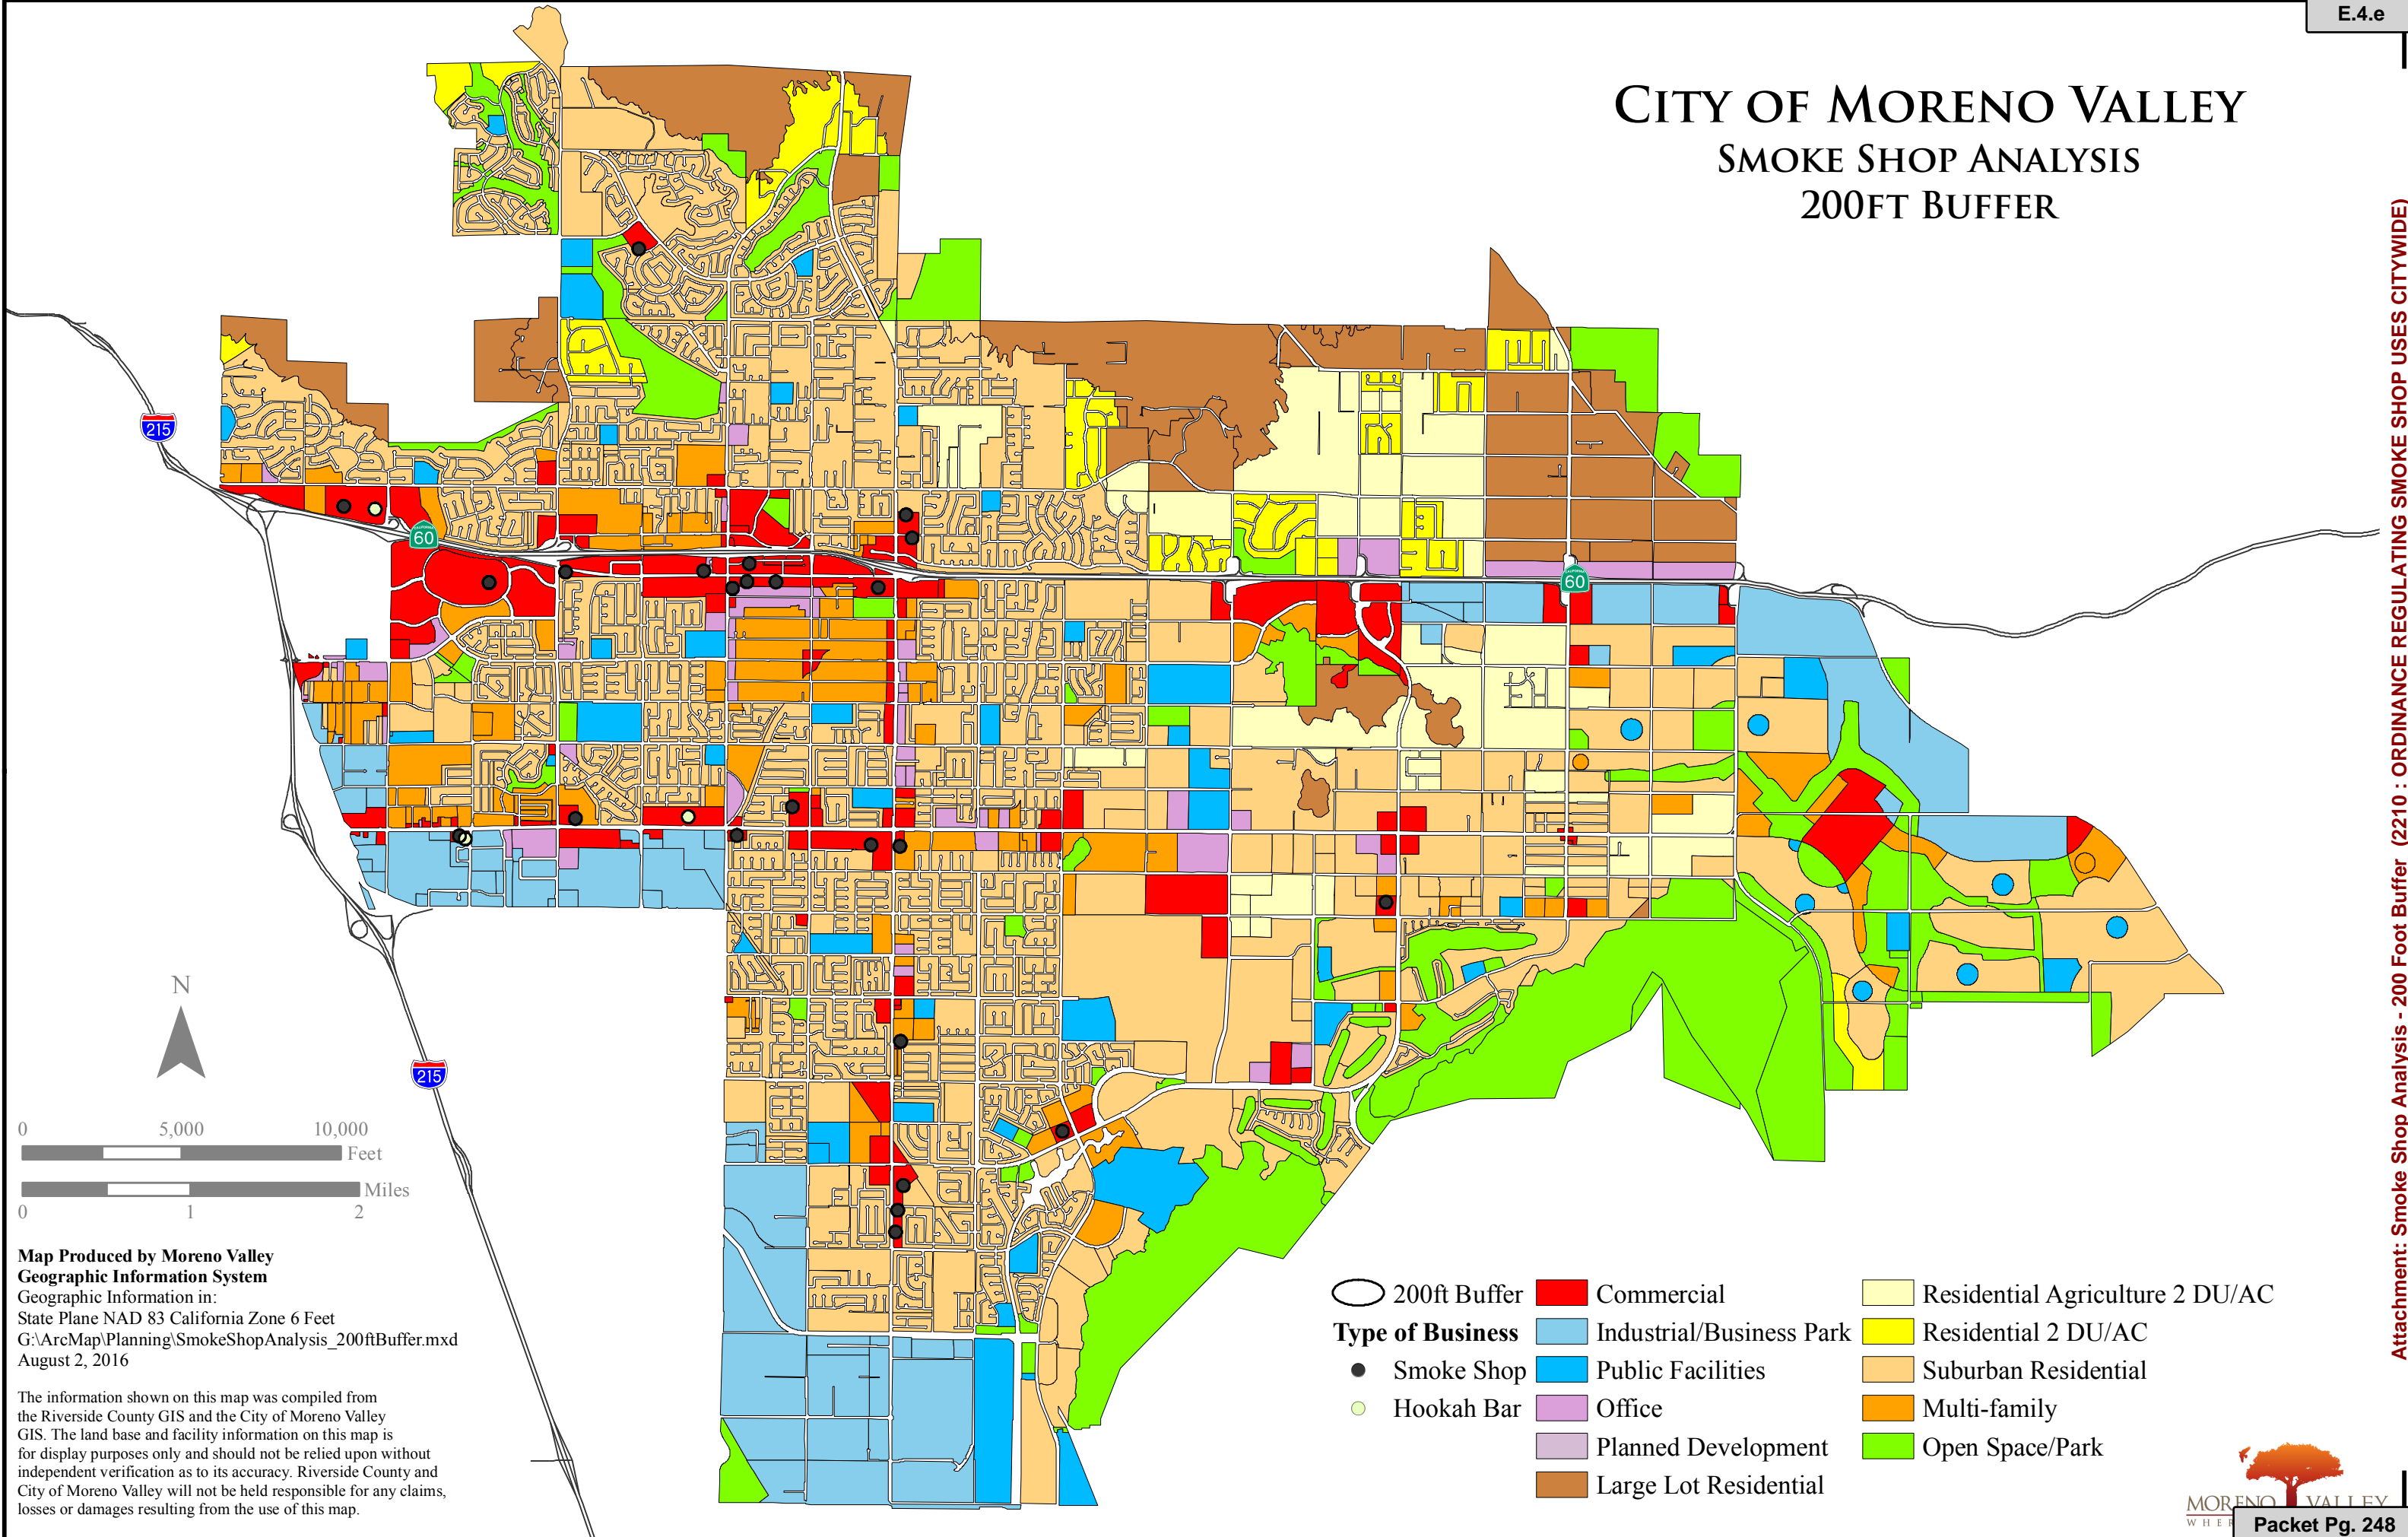 E.4.e
CITY OF MORENO VALLEY
SMOKE SHOP ANALYSIS
200FT BUFFER
Attachment: Smoke Shop Analysis - 200 Foot Buffer (2210 : ORDINANCE REGULATING SMOKE SHOP USES CITYWIDE)
215
CALIFORNIA
60
60
N
215
0 5,000 10,000
Feet
Miles
0 1 2
Map Produced by Moreno Valley
Geographic Information System
Geographic Information in:
State Plane NAD 83 California Zone 6 Feet
G:\ArcMap\Planning\SmokeShopAnalysis_200ftBuffer.mxd
August 2, 2016
The information shown on this map was compiled from
the Riverside County GIS and the City of Moreno Valley
GIS. The land base and facility information on this map is
for display purposes only and should not be relied upon without
independent verification as to its accuracy. Riverside County and
City of Moreno Valley will not be held responsible for any claims,
losses or damages resulting from the use of this map.
200ft Buffer
Type of Business
Smoke Shop
Hookah Bar
Commercial
Industrial/Business Park
Public Facilities
Office
Planned Development
Large Lot Residential
Residential Agriculture 2 DU/AC
Residential 2 DU/AC
Suburban Residential
Multi-family
Open Space/Park
MORENO VALLEY
Packet Pg. 248